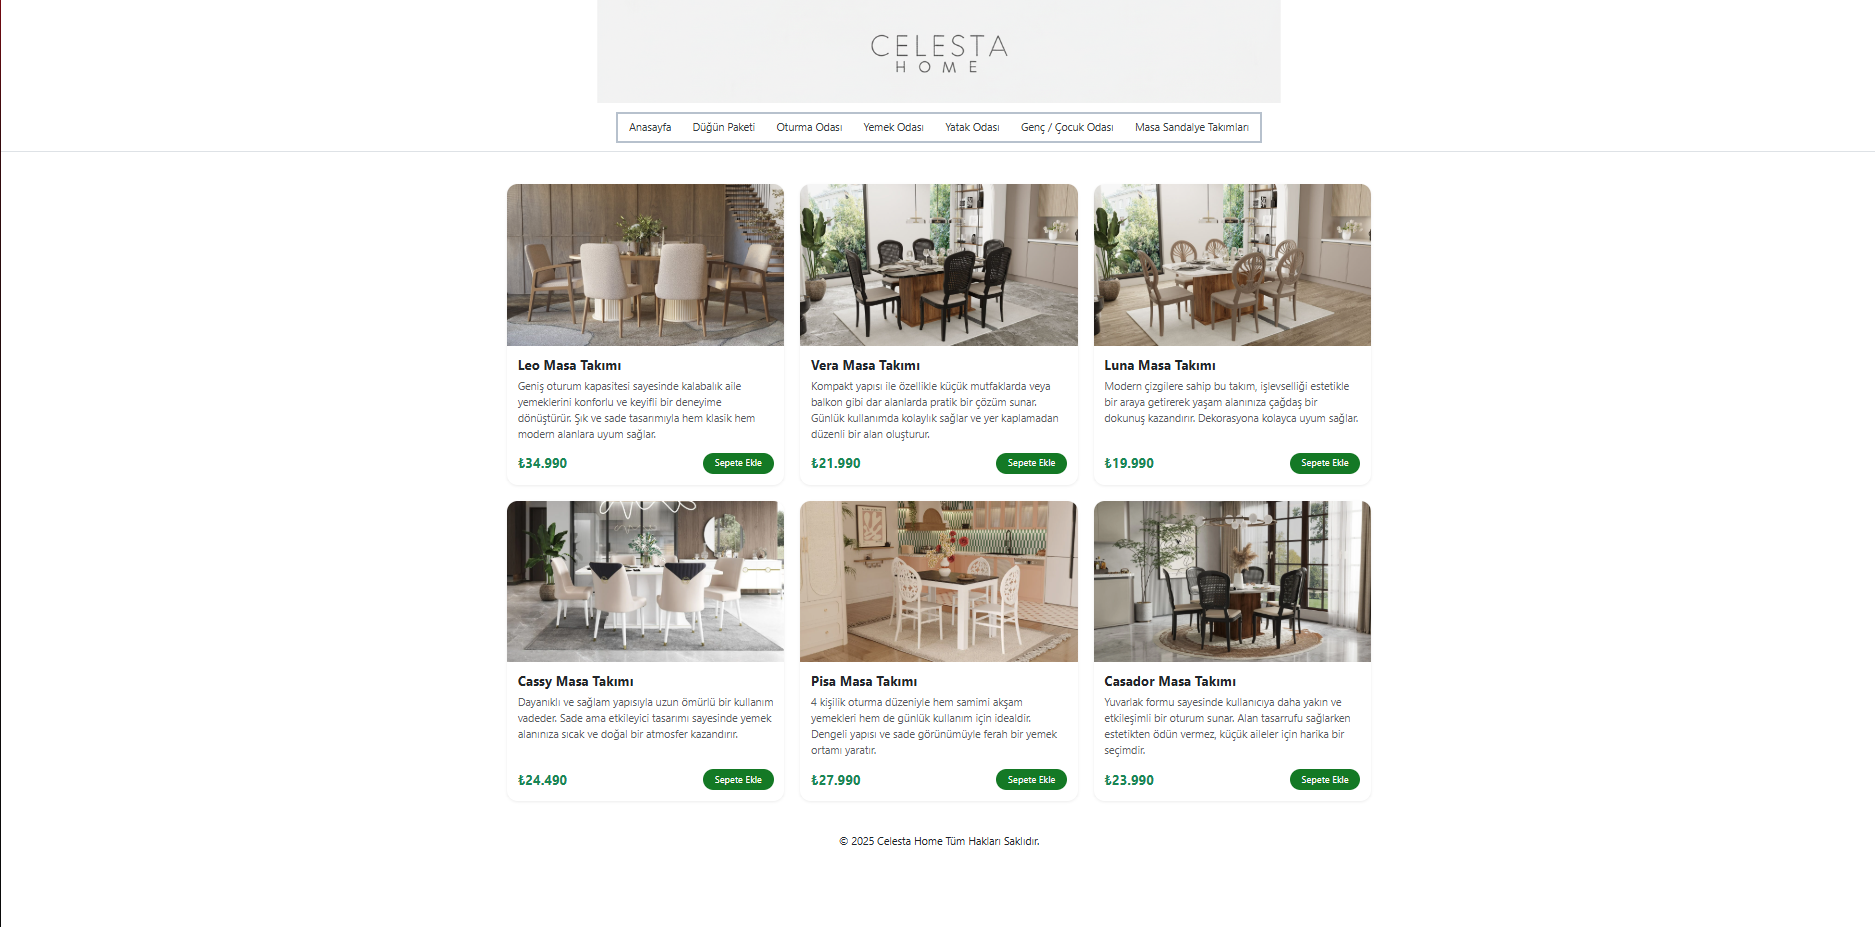 CELESTA
HOME
Anasayfa Düğün Paketi Oturma Odası Yemek Odası Yatak Odası Genç / Çocuk Odası Masa Sandalye Takımları
Leo Masa Takımı
Geniş oturum kapasitesi sayesinde kalabalık aile
yemeklerini konforlu ve keyifli bir deneyime
dönüştürür. Şık ve sade tasarımıyla hem klasik hem
modern alanlara uyum sağlar.
₺34.990 Sepete Ekle
Vera Masa Takımı
Kompakt yapısı ile özellikle küçük mutfaklarda veya
balkon gibi dar alanlarda pratik bir çözüm sunar.
Günlük kullanımda kolaylık sağlar ve yer kaplamadan
düzenli bir alan oluşturur.
₺21.990 Sepete Ekle
Luna Masa Takımı
Modern çizgilere sahip bu takım, işlevselliği estetikle
bir araya getirerek yaşam alanınıza çağdaş bir
dokunuş kazandırır. Dekorasyona kolayca uyum sağlar.
₺19.990 Sepete Ekle
Cassy Masa Takımı
Dayanıklı ve sağlam yapısıyla uzun ömürlü bir kullanım
vadeder. Sade ama etkileyici tasarımı sayesinde yemek
alanınıza sıcak ve doğal bir atmosfer kazandırır.
₺24.490 Sepete Ekle
Pisa Masa Takımı
4 kişilik oturma düzeniyle hem samimi akşam
yemekleri hem de günlük kullanım için idealdir.
Dengeli yapısı ve sade görünümüyle ferah bir yemek
ortamı yaratır.
₺27.990 Sepete Ekle
Casador Masa Takımı
Yuvarlak formu sayesinde kullanıcıya daha yakın ve
etkileşimli bir oturum sunar. Alan tasarrufu sağlarken
estetikten ödün vermez, küçük aileler için harika bir
seçimdir.
₺23.990 Sepete Ekle
© 2025 Celesta Home Tüm Hakları Saklıdır.